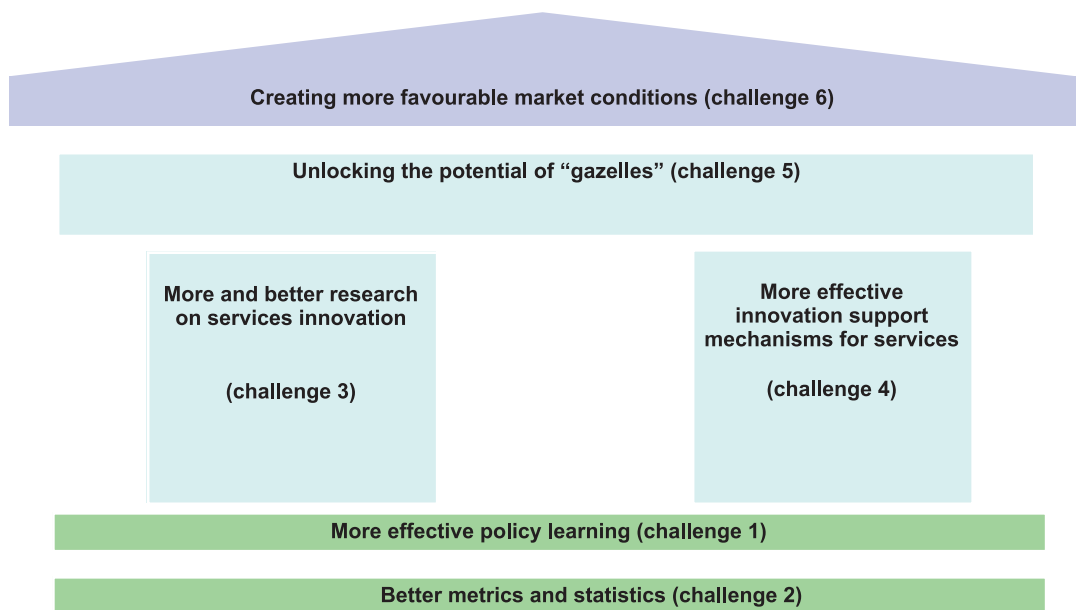 Creating more favourable market conditions (challenge 6)
Unlocking the potential of “gazelles” (challenge 5)
More and better research
on services innovation
(challenge 3)
More effective
innovation support
mechanisms for services
(challenge 4)
More effective policy learning (challenge 1)
Better metrics and statistics (challenge 2)